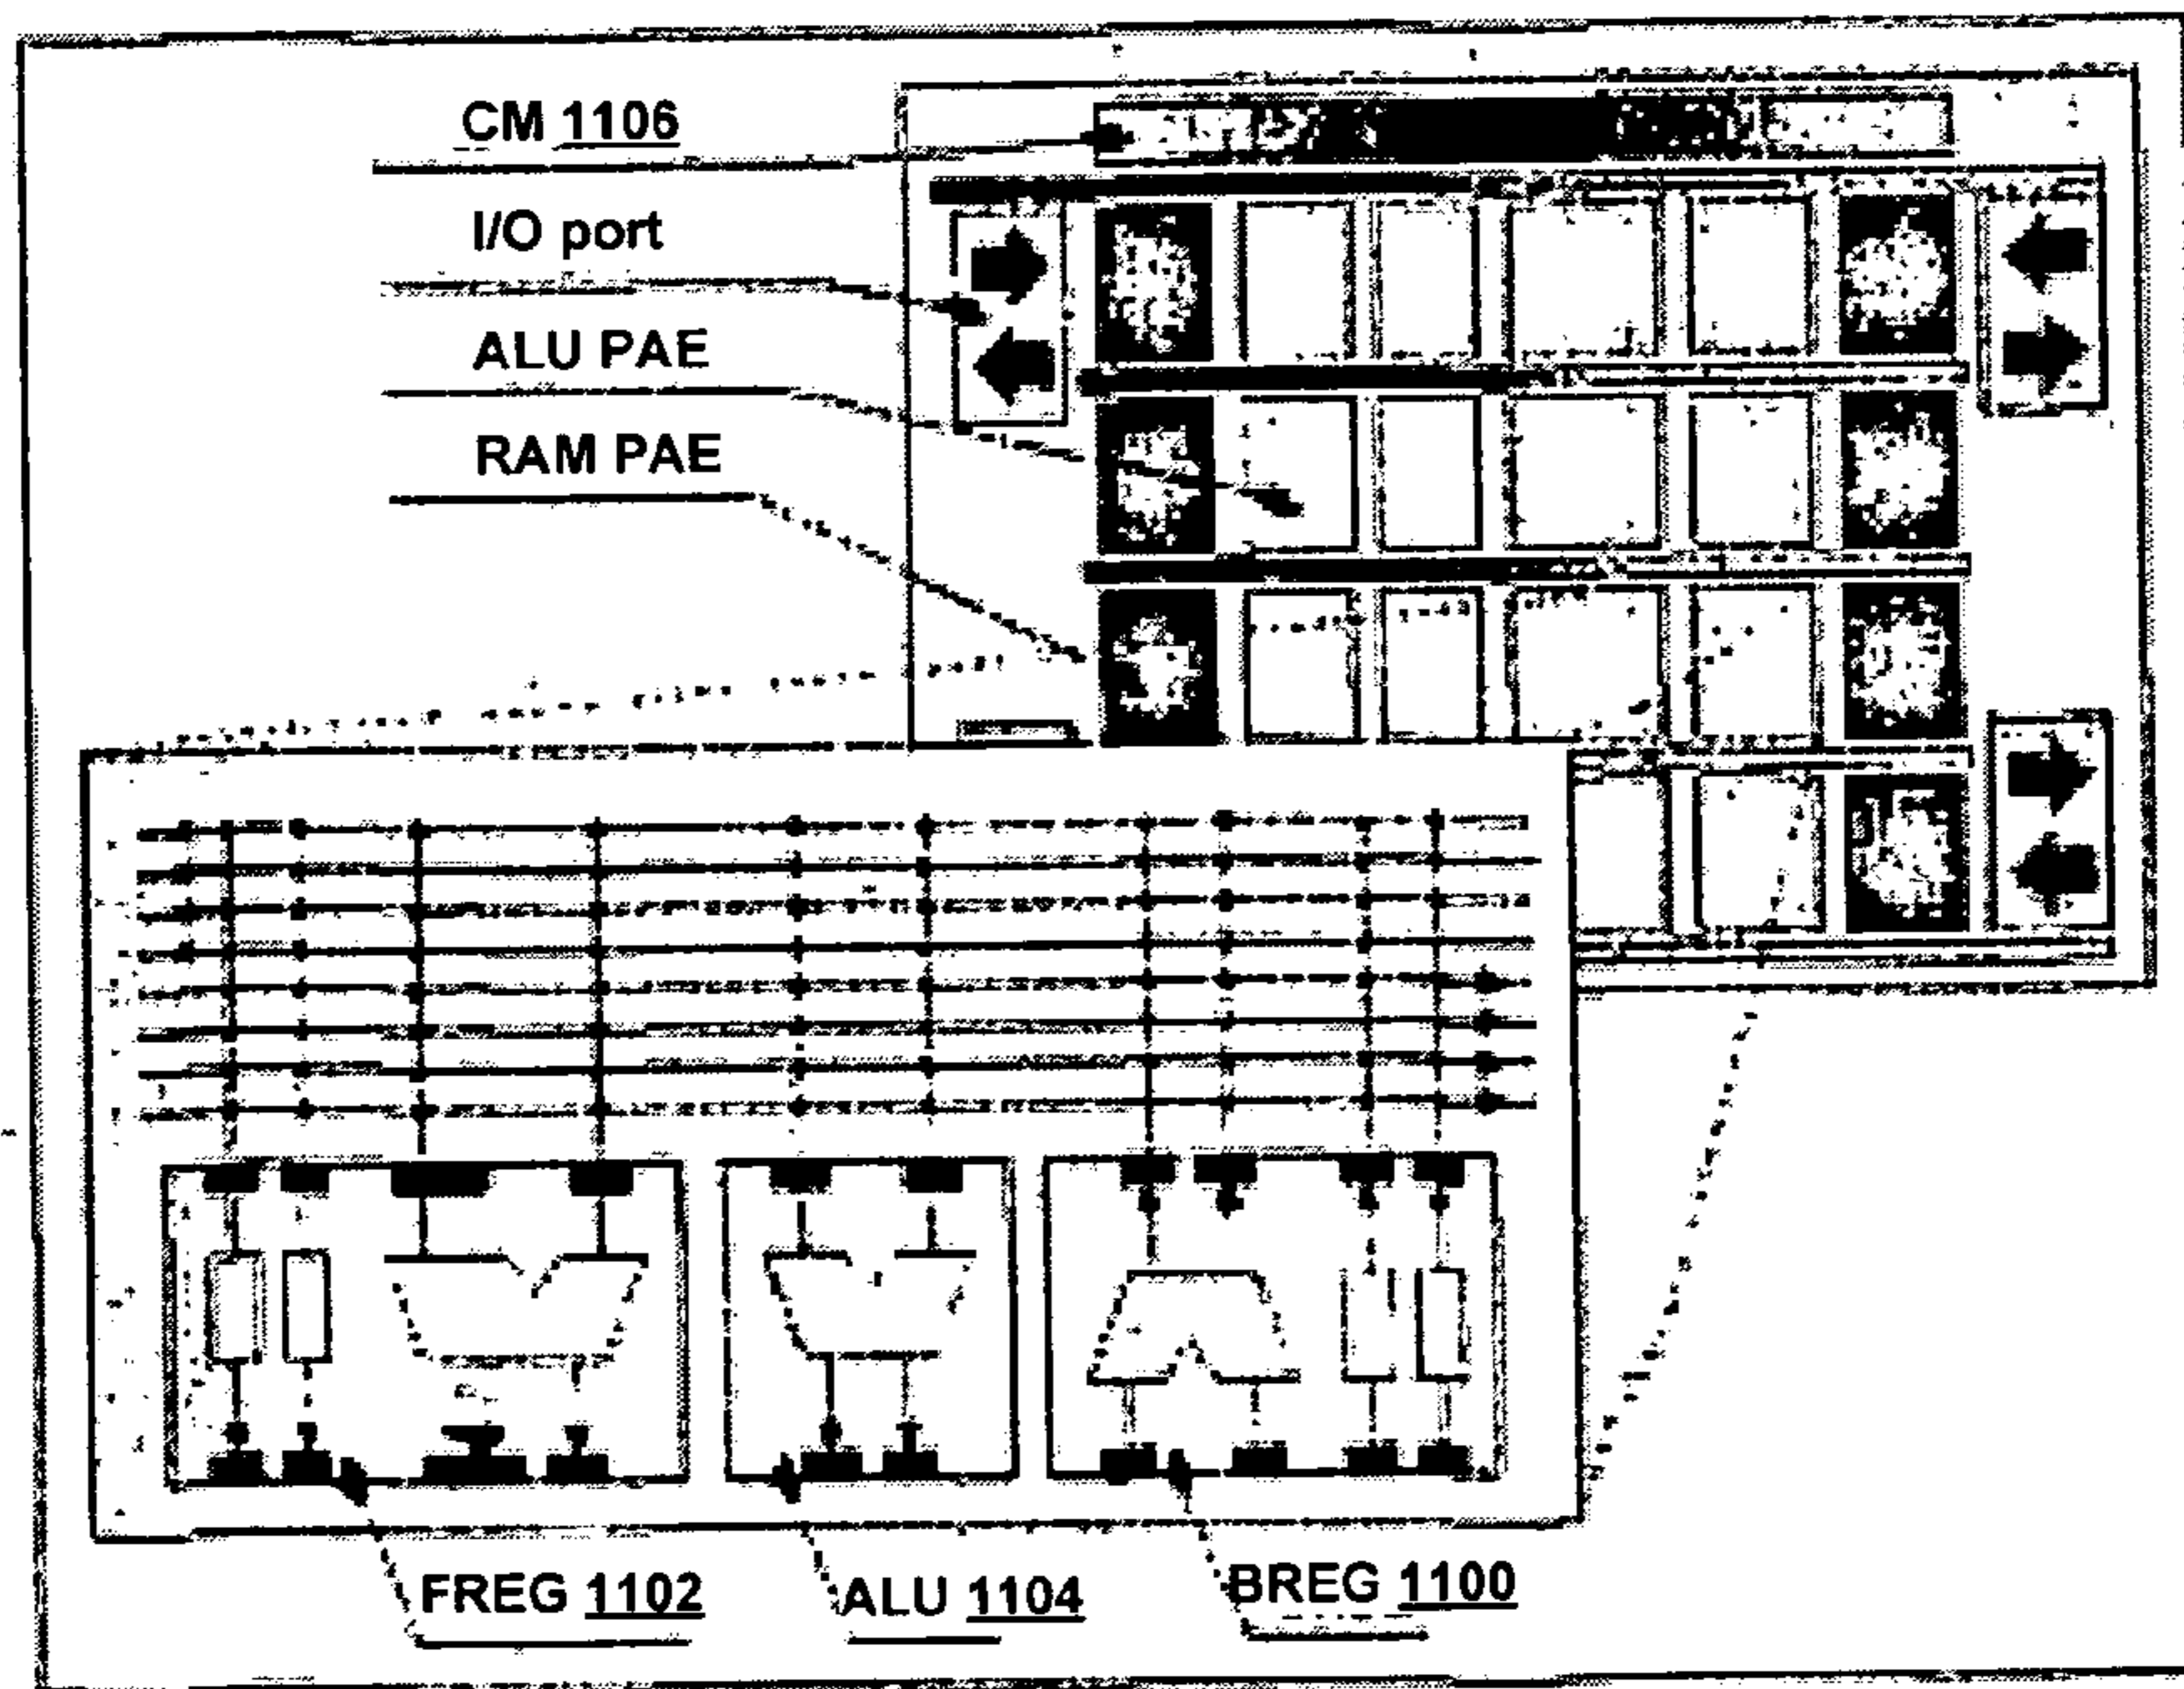 CM 1106
I/O port
ALU PAE
RAM PAE
FREG 1102
ALU 1104
BREG 1100